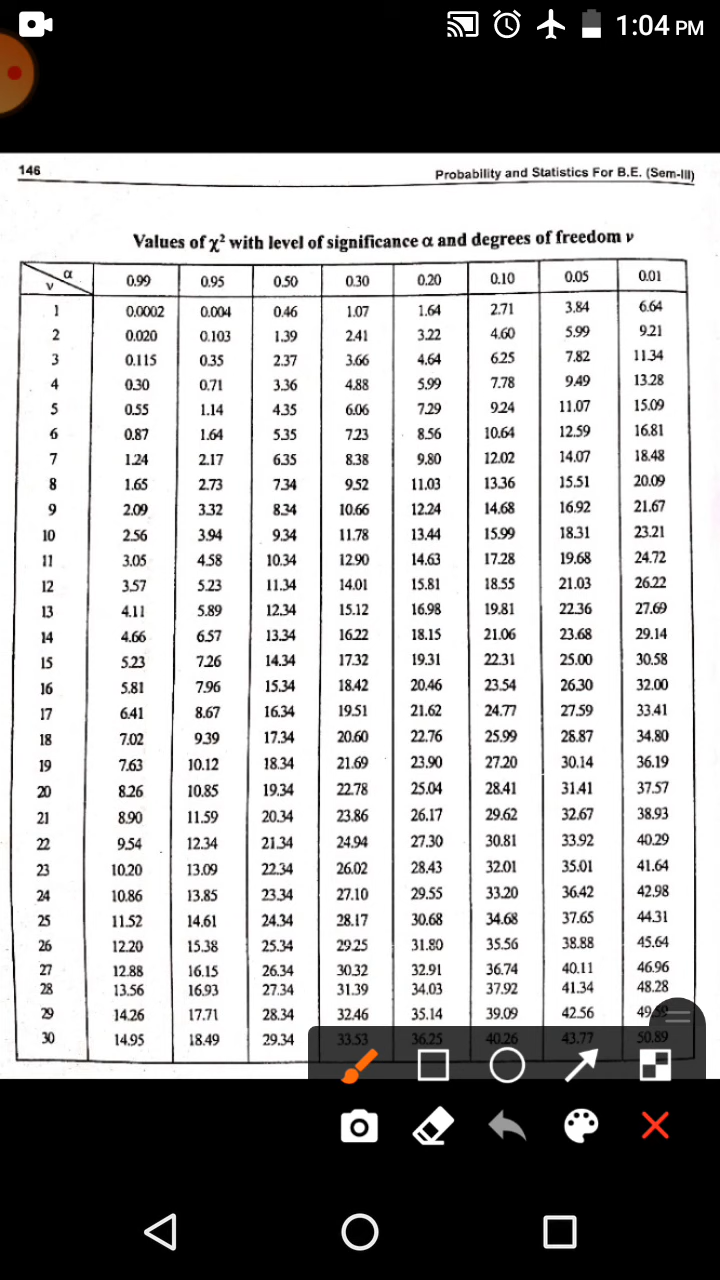 1:04 PM
146
Probability and Statistics For B.E. (Sem-III)
Values of χ² with level of significance α and degrees of freedom ν
ν α 0.99 0.95 0.50 0.30 0.20 0.10 0.05 0.01
1 0.0002 0.004 0.46 1.07 1.64 2.71 3.84 6.64
2 0.020 0.103 1.39 2.41 3.22 4.60 5.99 9.21
3 0.115 0.35 2.37 3.66 4.64 6.25 7.82 11.34
4 0.30 0.71 3.36 4.88 5.99 7.78 9.49 13.28
5 0.55 1.14 4.35 6.06 7.29 9.24 11.07 15.09
6 0.87 1.64 5.35 7.23 8.56 10.64 12.59 16.81
7 1.24 2.17 6.35 8.38 9.80 12.02 14.07 18.48
8 1.65 2.73 7.34 9.52 11.03 13.36 15.51 20.09
9 2.09 3.32 8.34 10.66 12.24 14.68 16.92 21.67
10 2.56 3.94 9.34 11.78 13.44 15.99 18.31 23.21
11 3.05 4.58 10.34 12.90 14.63 17.28 19.68 24.72
12 3.57 5.23 11.34 14.01 15.81 18.55 21.03 26.22
13 4.11 5.89 12.34 15.12 16.98 19.81 22.36 27.69
14 4.66 6.57 13.34 16.22 18.15 21.06 23.68 29.14
15 5.23 7.26 14.34 17.32 19.31 22.31 25.00 30.58
16 5.81 7.96 15.34 18.42 20.46 23.54 26.30 32.00
17 6.41 8.67 16.34 19.51 21.62 24.77 27.59 33.41
18 7.02 9.39 17.34 20.60 22.76 25.99 28.87 34.80
19 7.63 10.12 18.34 21.69 23.90 27.20 30.14 36.19
20 8.26 10.85 19.34 22.78 25.04 28.41 31.41 37.57
21 8.90 11.59 20.34 23.86 26.17 29.62 32.67 38.93
22 9.54 12.34 21.34 24.94 27.30 30.81 33.92 40.29
23 10.20 13.09 22.34 26.02 28.43 32.01 35.01 41.64
24 10.86 13.85 23.34 27.10 29.55 33.20 36.42 42.98
25 11.52 14.61 24.34 28.17 30.68 34.68 37.65 44.31
26 12.20 15.38 25.34 29.25 31.80 35.56 38.88 45.64
27 12.88 16.15 26.34 30.32 32.91 36.74 40.11 46.96
28 13.56 16.93 27.34 31.39 34.03 37.92 41.34 48.28
29 14.26 17.71 28.34 32.46 35.14 39.09 42.56
30 14.95 18.49 29.34 33.53 36.25 40.26 43.77 50.89